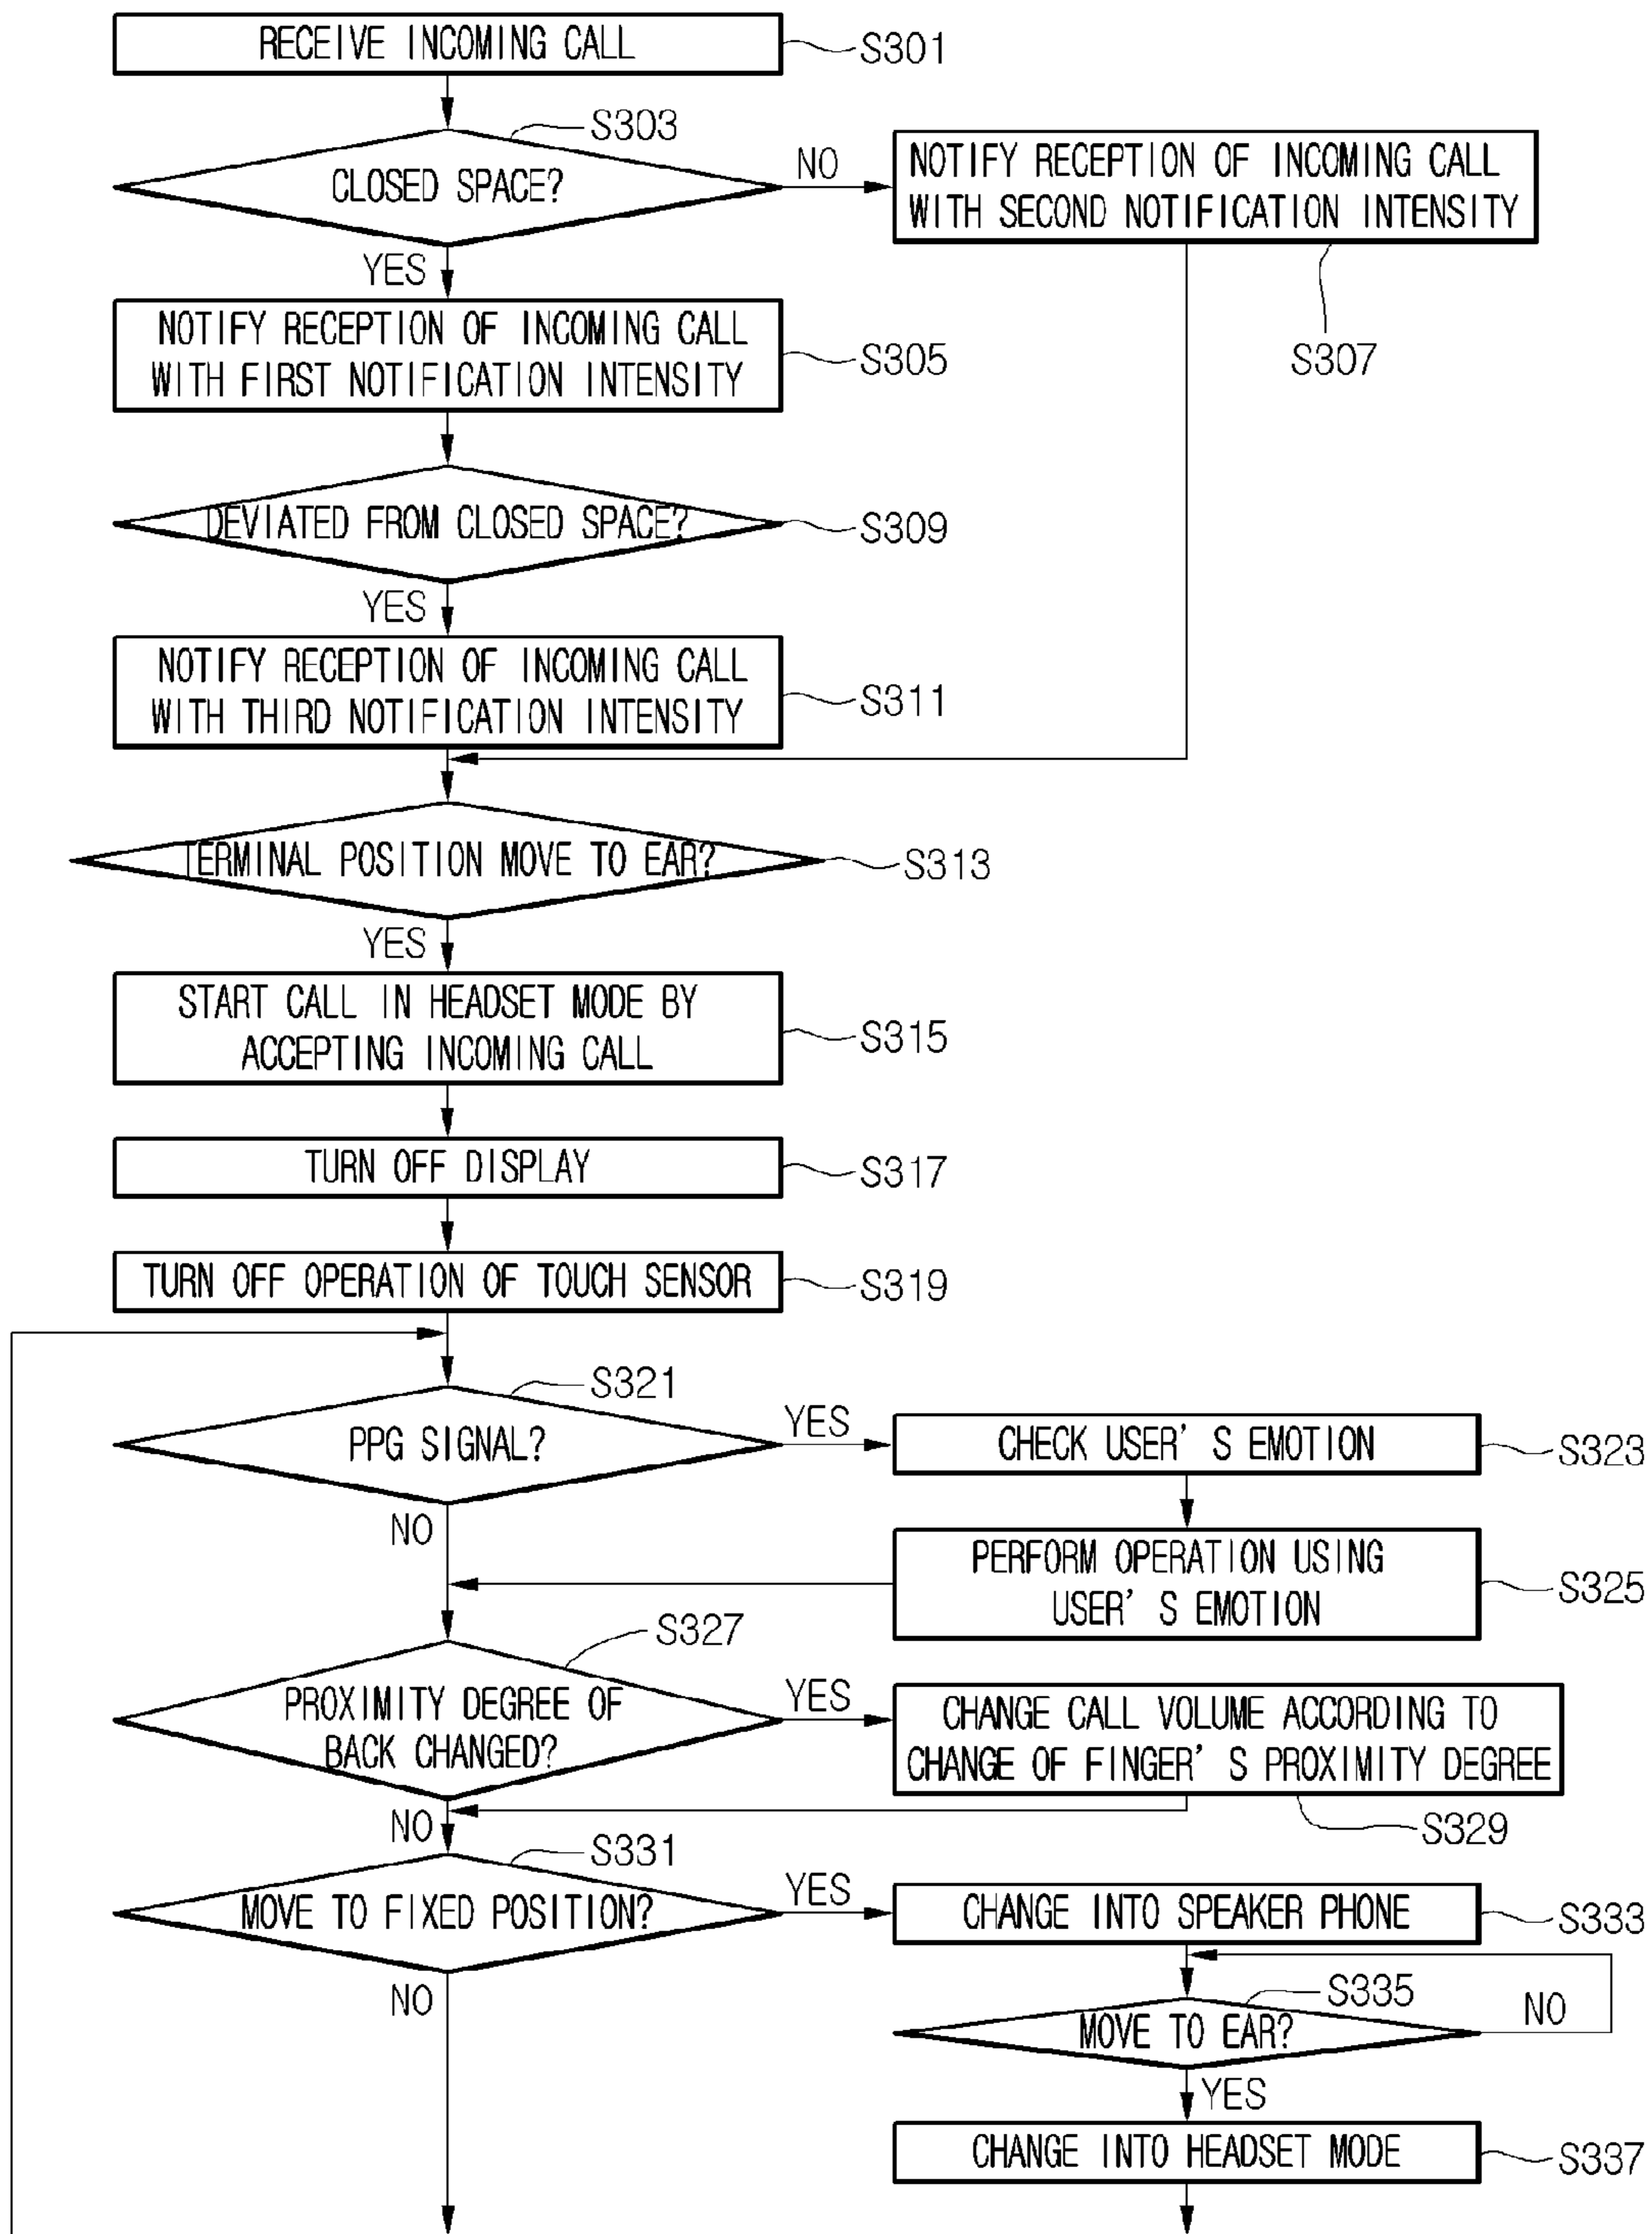 RECEIVE INCOMING CALL
S301
S303
CLOSED SPACE?
NO
NOTIFY RECEPTION OF INCOMING CALL
WITH SECOND NOTIFICATION INTENSITY
S307
YES
NOTIFY RECEPTION OF INCOMING CALL
WITH FIRST NOTIFICATION INTENSITY
S305
DEVIATED FROM CLOSED SPACE?
S309
YES
NOTIFY RECEPTION OF INCOMING CALL
WITH THIRD NOTIFICATION INTENSITY
S311
TERMINAL POSITION MOVE TO EAR?
S313
YES
START CALL IN HEADSET MODE BY
ACCEPTING INCOMING CALL
S315
TURN OFF DISPLAY
S317
TURN OFF OPERATION OF TOUCH SENSOR
S319
S321
PPG SIGNAL?
YES
CHECK USER'S EMOTION
S323
NO
PERFORM OPERATION USING
USER'S EMOTION
S325
S327
PROXIMITY DEGREE OF
BACK CHANGED?
YES
CHANGE CALL VOLUME ACCORDING TO
CHANGE OF FINGER'S PROXIMITY DEGREE
S329
NO
S331
MOVE TO FIXED POSITION?
YES
CHANGE INTO SPEAKER PHONE
S333
NO
S335
MOVE TO EAR?
NO
YES
CHANGE INTO HEADSET MODE
S337